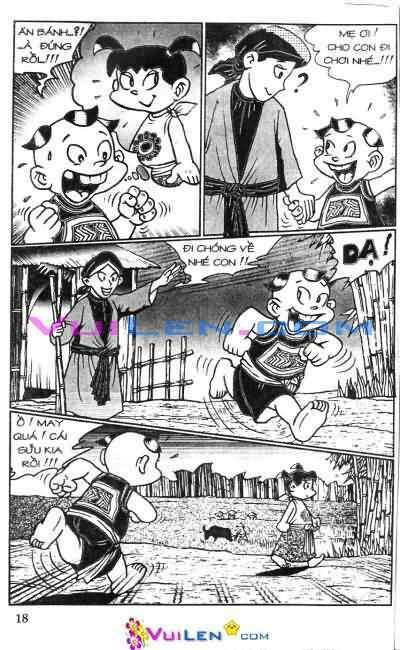 ĂN BÁNH...?!
...À ĐÚNG
RỒI...!!!
MẸ ƠI!
CHO CON ĐI
CHƠI NHÉ...!!!
?
ĐI CHÓNG VỀ
NHÉ CON!!
DẠ!
VUILEN.COM
Ồ! MAY
QUÁ! CÁI
SỬU KIA
RỒI!!!
18
VUILEN COM